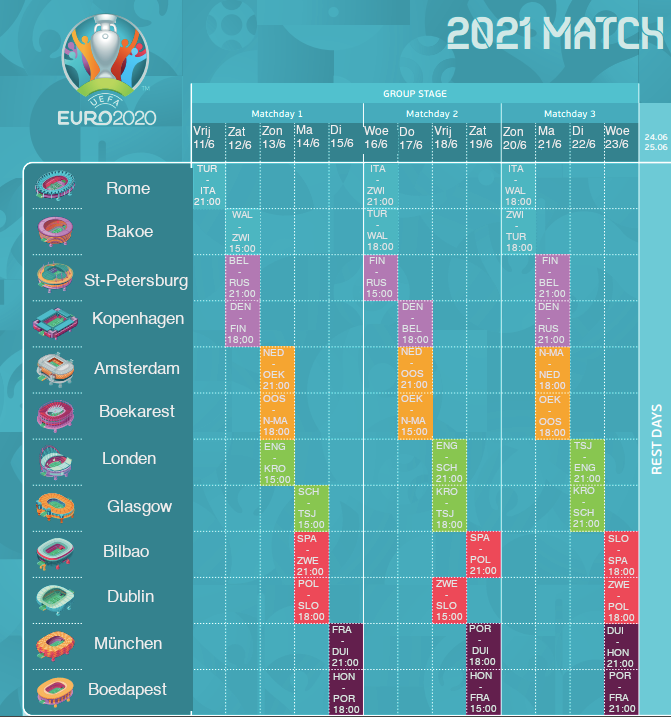 2021 MATCH
UEFA
EURO2020
TM
GROUP STAGE
Matchday 1 Matchday 2 Matchday 3
Vrij Zat Zon Ma Di Woe Do Vrij Zat Zon Ma Di Woe
11/6 12/6 13/6 14/6 15/6 16/6 17/6 18/6 19/6 20/6 21/6 22/6 23/6
24.06
25.06
TUR ITA ITA
- - -
Rome
ITA ZWI WAL
21:00 21:00 18:00
WAL TUR ZWI
- - -
Bakoe
ZWI WAL TUR
15:00 18:00 18:00
BEL FIN FIN
- - -
St-Petersburg
RUS RUS BEL
21:00 15:00 21:00
DEN DEN DEN
- - -
Kopenhagen
FIN BEL RUS
18;00 18:00 21:00
NED NED N-MA
- - -
Amsterdam
OEK OOS NED
21:00 21:00 18:00
OOS OEK OEK
- - -
Boekarest
N-MA N-MA OOS
18:00 15:00 18:00
ENG ENG TSJ
- - -
Londen
KRO SCH ENG
15:00 21:00 21:00
SCH KRO KRO
- - -
Glasgow
TSJ TSJ SCH
15:00 18:00 21:00
SPA SPA SLO
- - -
Bilbao
ZWE POL SPA
21:00 21:00 18:00
POL ZWE ZWE
- - -
Dublin
SLO SLO POL
18:00 15:00 18:00
FRA POR DUI
- - -
München
DUI DUI HON
21:00 18:00 21:00
HON HON POR
- - -
Boedapest
POR FRA FRA
18:00 15:00 21:00
REST DAYS